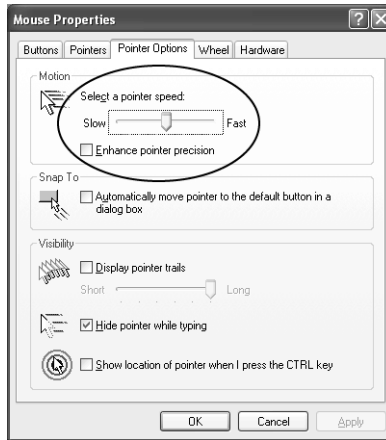 Mouse Properties
Buttons Pointers Pointer Options Wheel Hardware
Motion
Select a pointer speed:
Slow Fast
Enhance pointer precision
Snap To
Automatically move pointer to the default button in a
dialog box
Visibility
Display pointer trails
Short Long
Hide pointer while typing
Show location of pointer when I press the CTRL key
OK Cancel Apply